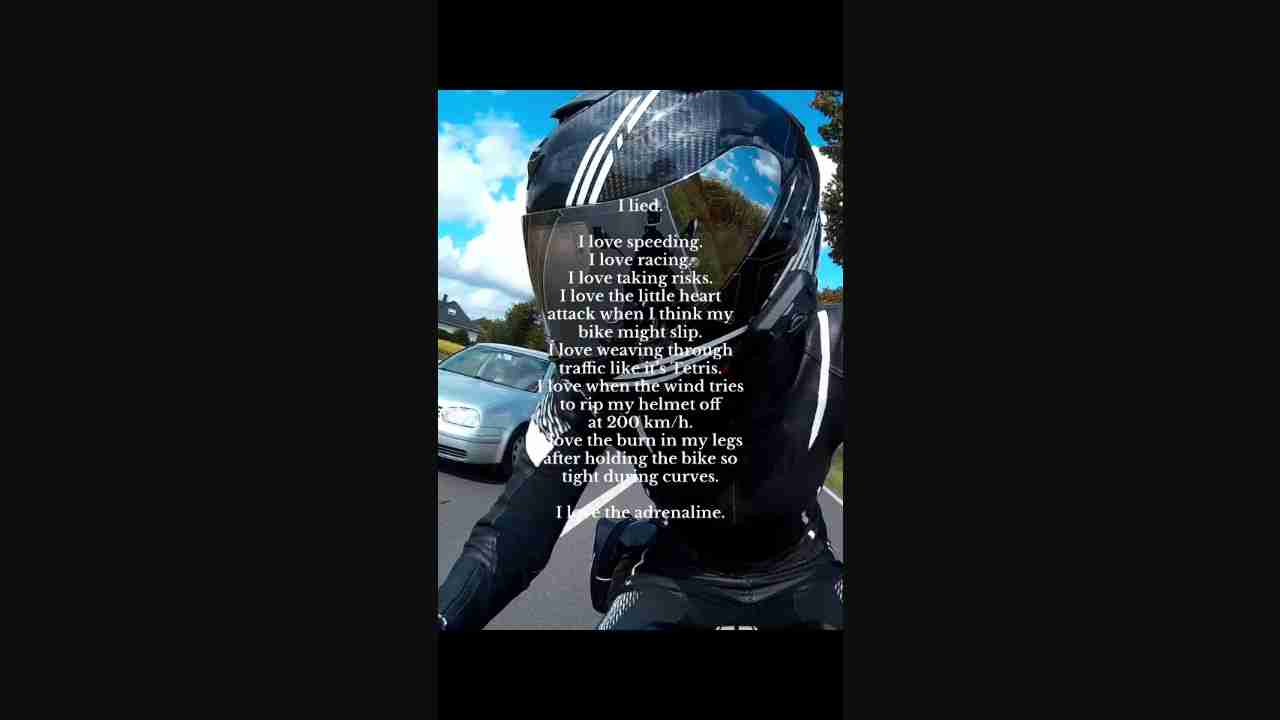 I lied.
I love speeding.
I love racing.
I love taking risks.
I love the little heart
attack when I think my
bike might slip.
I love weaving through
traffic like it's Tetris.
I love when the wind tries
to rip my helmet off
at 200 km/h.
I love the burn in my legs
after holding the bike so
tight during curves.
I love the adrenaline.